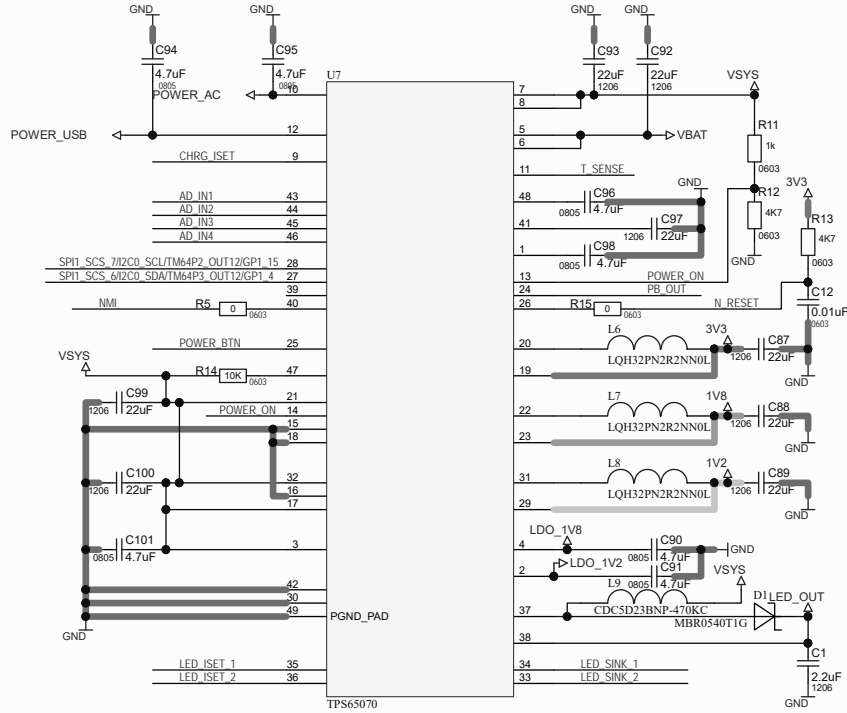 GND
GND
GND
GND
C94
4.7uF
0805
C95
4.7uF
0805
U7
C93
22uF
1206
C92
22uF
1206
VSYS
POWER_AC
10
7
8
POWER_USB
12
5
6
VBAT
R11
1k
0603
CHRG_ISET
9
11
T_SENSE
AD_IN1
43
AD_IN2
44
AD_IN3
45
AD_IN4
46
48
C96
0805
4.7uF
GND
41
C97
1206
22uF
1
C98
0805
4.7uF
R12
4K7
0603
GND
3V3
R13
4K7
0603
SPI1_SCS_7/I2C0_SCL/TM64P2_OUT12/GP1_15
28
SPI1_SCS_6/I2C0_SDA/TM64P3_OUT12/GP1_4
27
39
NMI
R5
0
0603
40
13
POWER_ON
24
PB_OUT
26
R15
0
0603
N_RESET
C12
0.01uF
0603
GND
POWER_BTN
25
VSYS
R14
10K
0603
47
20
L6
LQH32PN2R2NN0L
19
3V3
1206
C87
22uF
C99
1206
22uF
21
POWER_ON
14
15
18
22
L7
LQH32PN2R2NN0L
23
1V8
1206
C88
22uF
GND
C100
1206
22uF
32
16
17
31
L8
LQH32PN2R2NN0L
29
1V2
1206
C89
22uF
GND
C101
0805
4.7uF
3
4
LDO_1V8
C90
0805
4.7uF
GND
2
LDO_1V2
C91
0805
4.7uF
VSYS
42
30
49
PGND_PAD
GND
L9
CDC5D23BNP-470KC
37
D1
MBR0540T1G
LED_OUT
38
C1
2.2uF
1206
GND
LED_ISET_1
35
LED_ISET_2
36
34
LED_SINK_1
33
LED_SINK_2
TPS65070